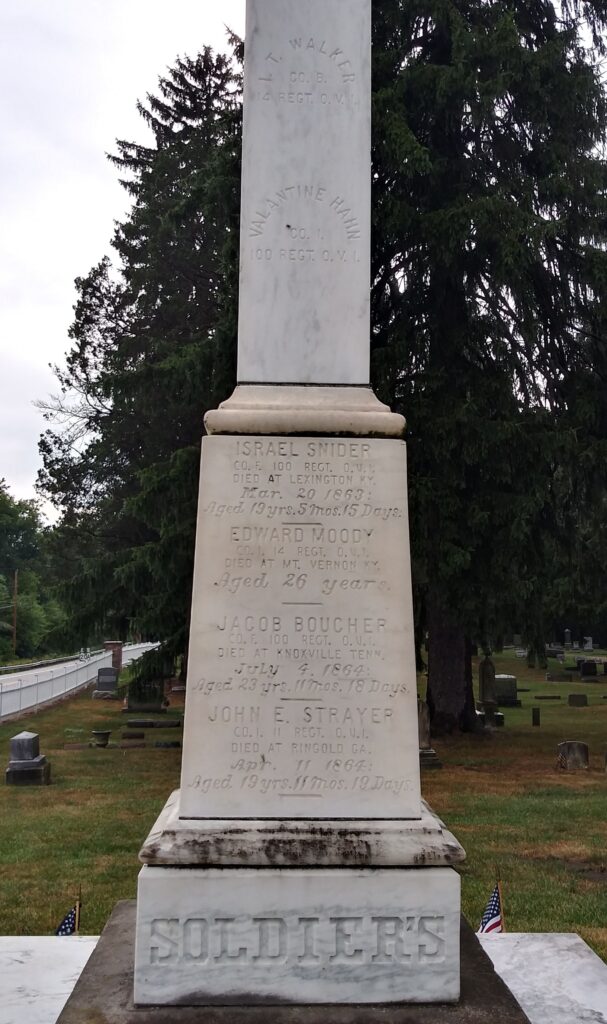 L. T. WALKER
CO. B.
14 REGT. O.V.I.
VALANTINE HAHN
CO. I.
100 REGT. O.V.I.
ISRAEL SNIDER
CO. F. 100 REGT. O.V.I.
DIED AT LEXINGTON KY.
Mar. 20 1863:
Aged 19 yrs. 5 mos. 15 Days.
EDWARD MOODY
CO. I. 14 REGT. O.V.I.
DIED AT MT. VERNON KY.
Aged 26 years.
JACOB BOUCHER
CO. F. 100 REGT. O.V.I.
DIED AT KNOXVILLE TENN.
July 4, 1864:
Aged 23 yrs. 11 mos. 18 Days.
JOHN E. STRAYER
CO. I. 11 REGT. O.V.I.
DIED AT RINGOLD GA.
Apr. 11 1864:
Aged 19 yrs. 11 mos. 19 Days.
SOLDIER'S